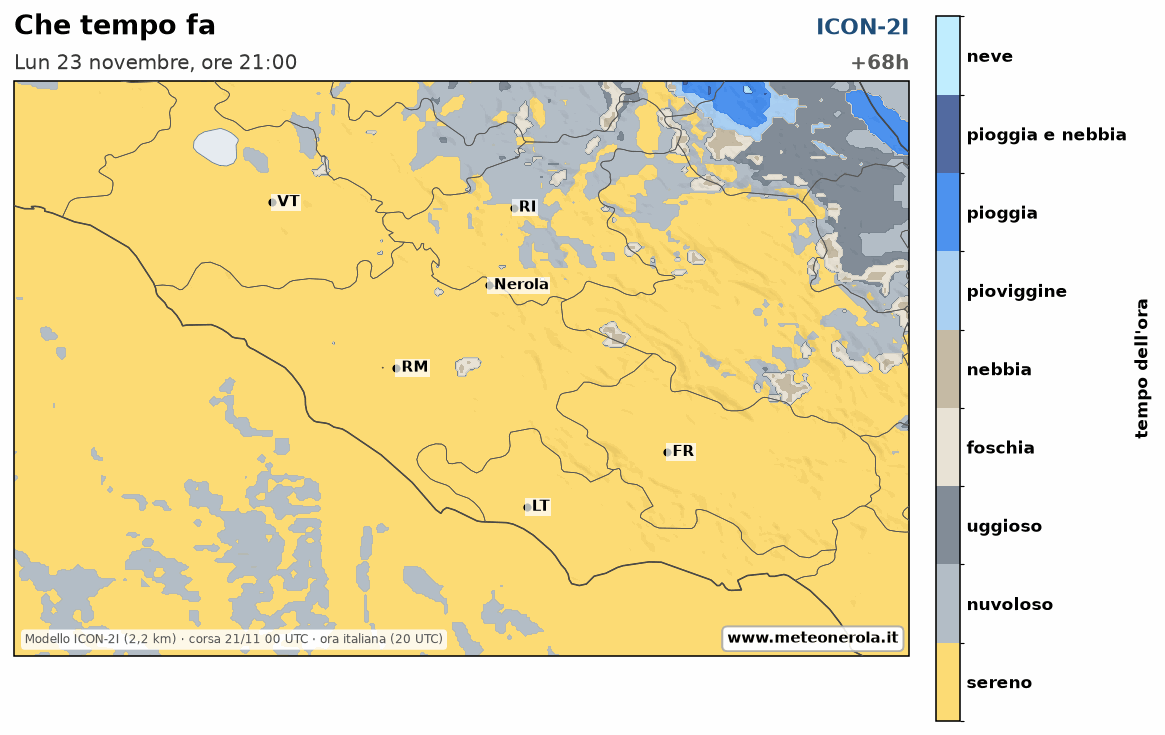 Che tempo fa
ICON-2I
Lun 23 novembre, ore 21:00
+68h
VT
RI
Nerola
RM
FR
LT
Modello ICON-2I (2,2 km) · corsa 21/11 00 UTC · ora italiana (20 UTC)
www.meteonerola.it
neve
pioggia e nebbia
pioggia
pioviggine
nebbia
foschia
uggioso
nuvoloso
sereno
tempo dell'ora